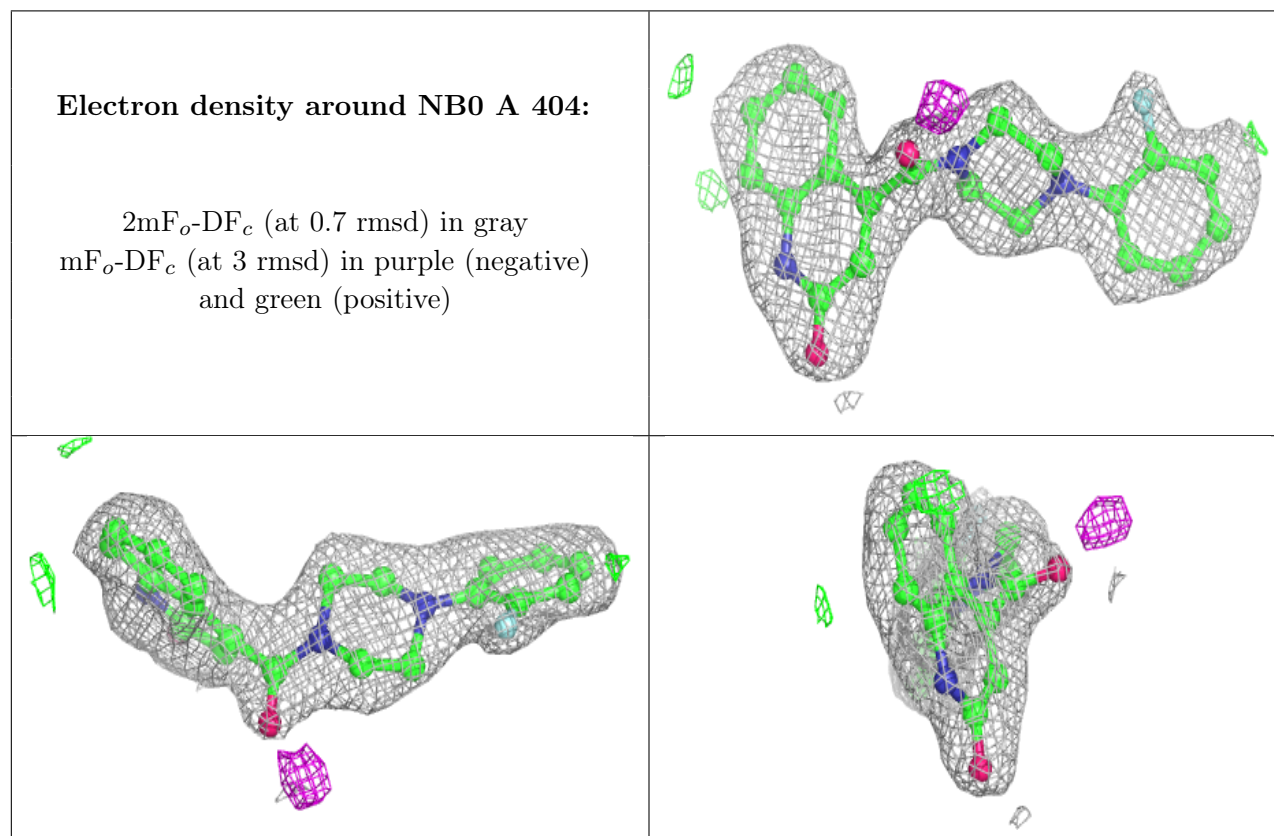 Electron density around NB0 A 404:
2mFₒ-DF𝒸 (at 0.7 rmsd) in gray
mFₒ-DF𝒸 (at 3 rmsd) in purple (negative)
and green (positive)